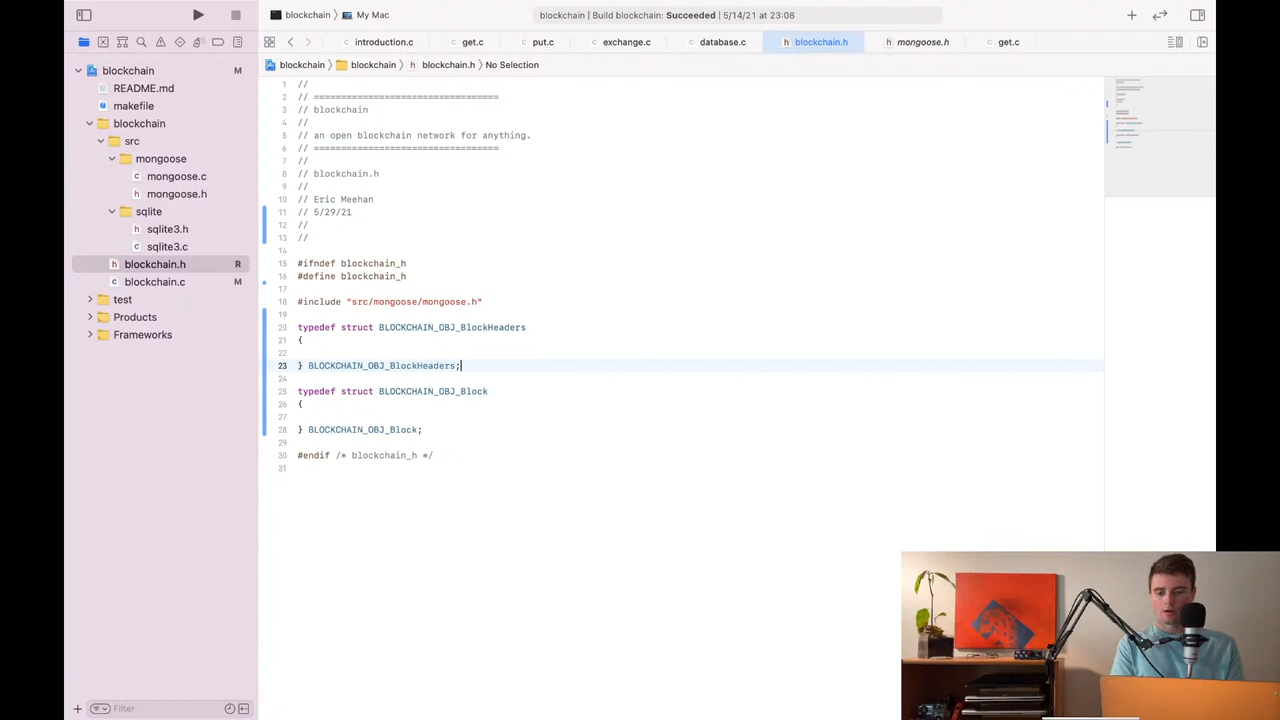 blockchain
My Mac
blockchain | Build blockchain: Succeeded | 5/14/21 at 23:08
introduction.c
get.c
put.c
exchange.c
database.c
blockchain.h
mongoose.h
get.c
blockchain
blockchain
blockchain.h
No Selection
blockchain M
README.md
makefile
blockchain
src
mongoose
mongoose.c
mongoose.h
sqlite
sqlite3.h
sqlite3.c
blockchain.h R
blockchain.c M
test
Products
Frameworks
Filter
1 //
2 // ==================================
3 // blockchain
4 //
5 // an open blockchain network for anything.
6 // ==================================
7 //
8 // blockchain.h
9 //
10 // Eric Meehan
11 // 5/29/21
12 //
13 //
14
15 #ifndef blockchain_h
16 #define blockchain_h
17
18 #include "src/mongoose/mongoose.h"
19
20 typedef struct BLOCKCHAIN_OBJ_BlockHeaders
21 {
22
23 } BLOCKCHAIN_OBJ_BlockHeaders;
24
25 typedef struct BLOCKCHAIN_OBJ_Block
26 {
27
28 } BLOCKCHAIN_OBJ_Block;
29
30 #endif /* blockchain_h */
31